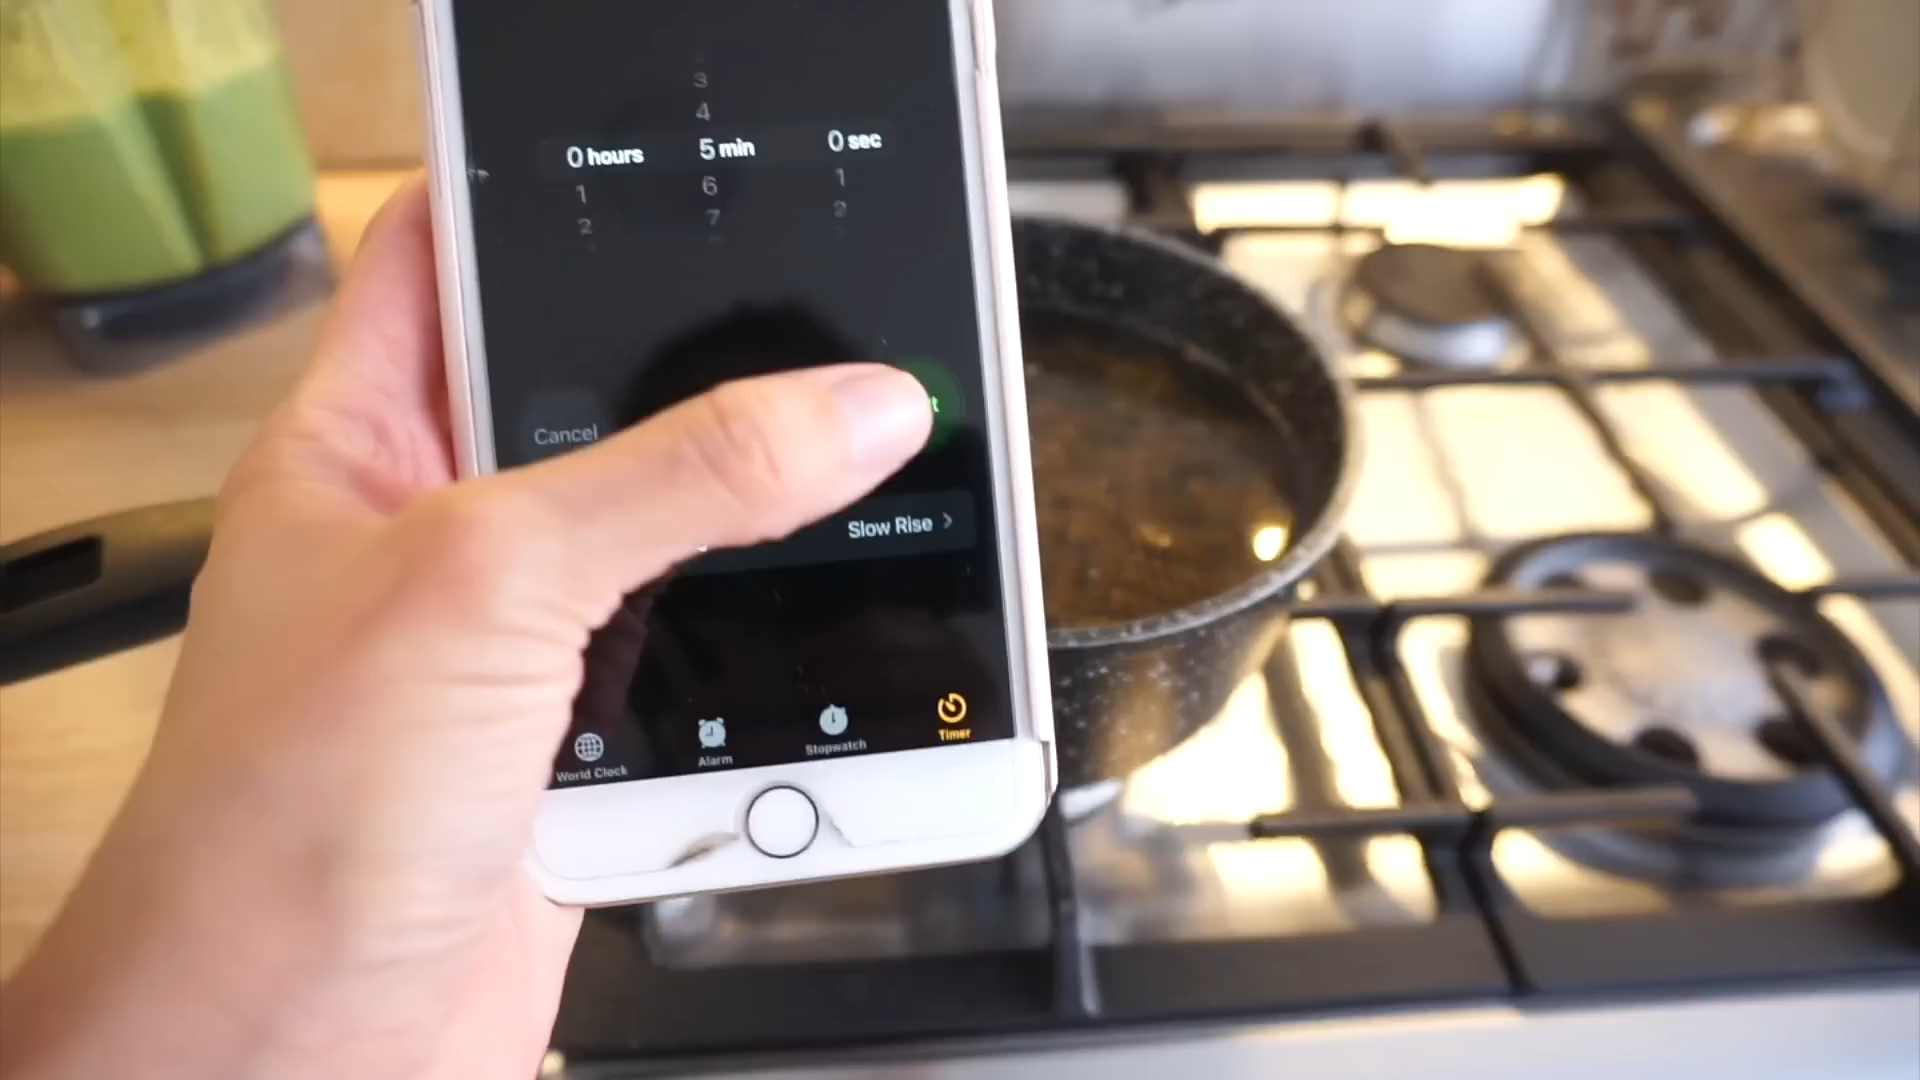 3
4
0 hours 5 min 0 sec
1 6 1
2 7 2
Cancel
Slow Rise
World Clock Alarm Stopwatch Timer